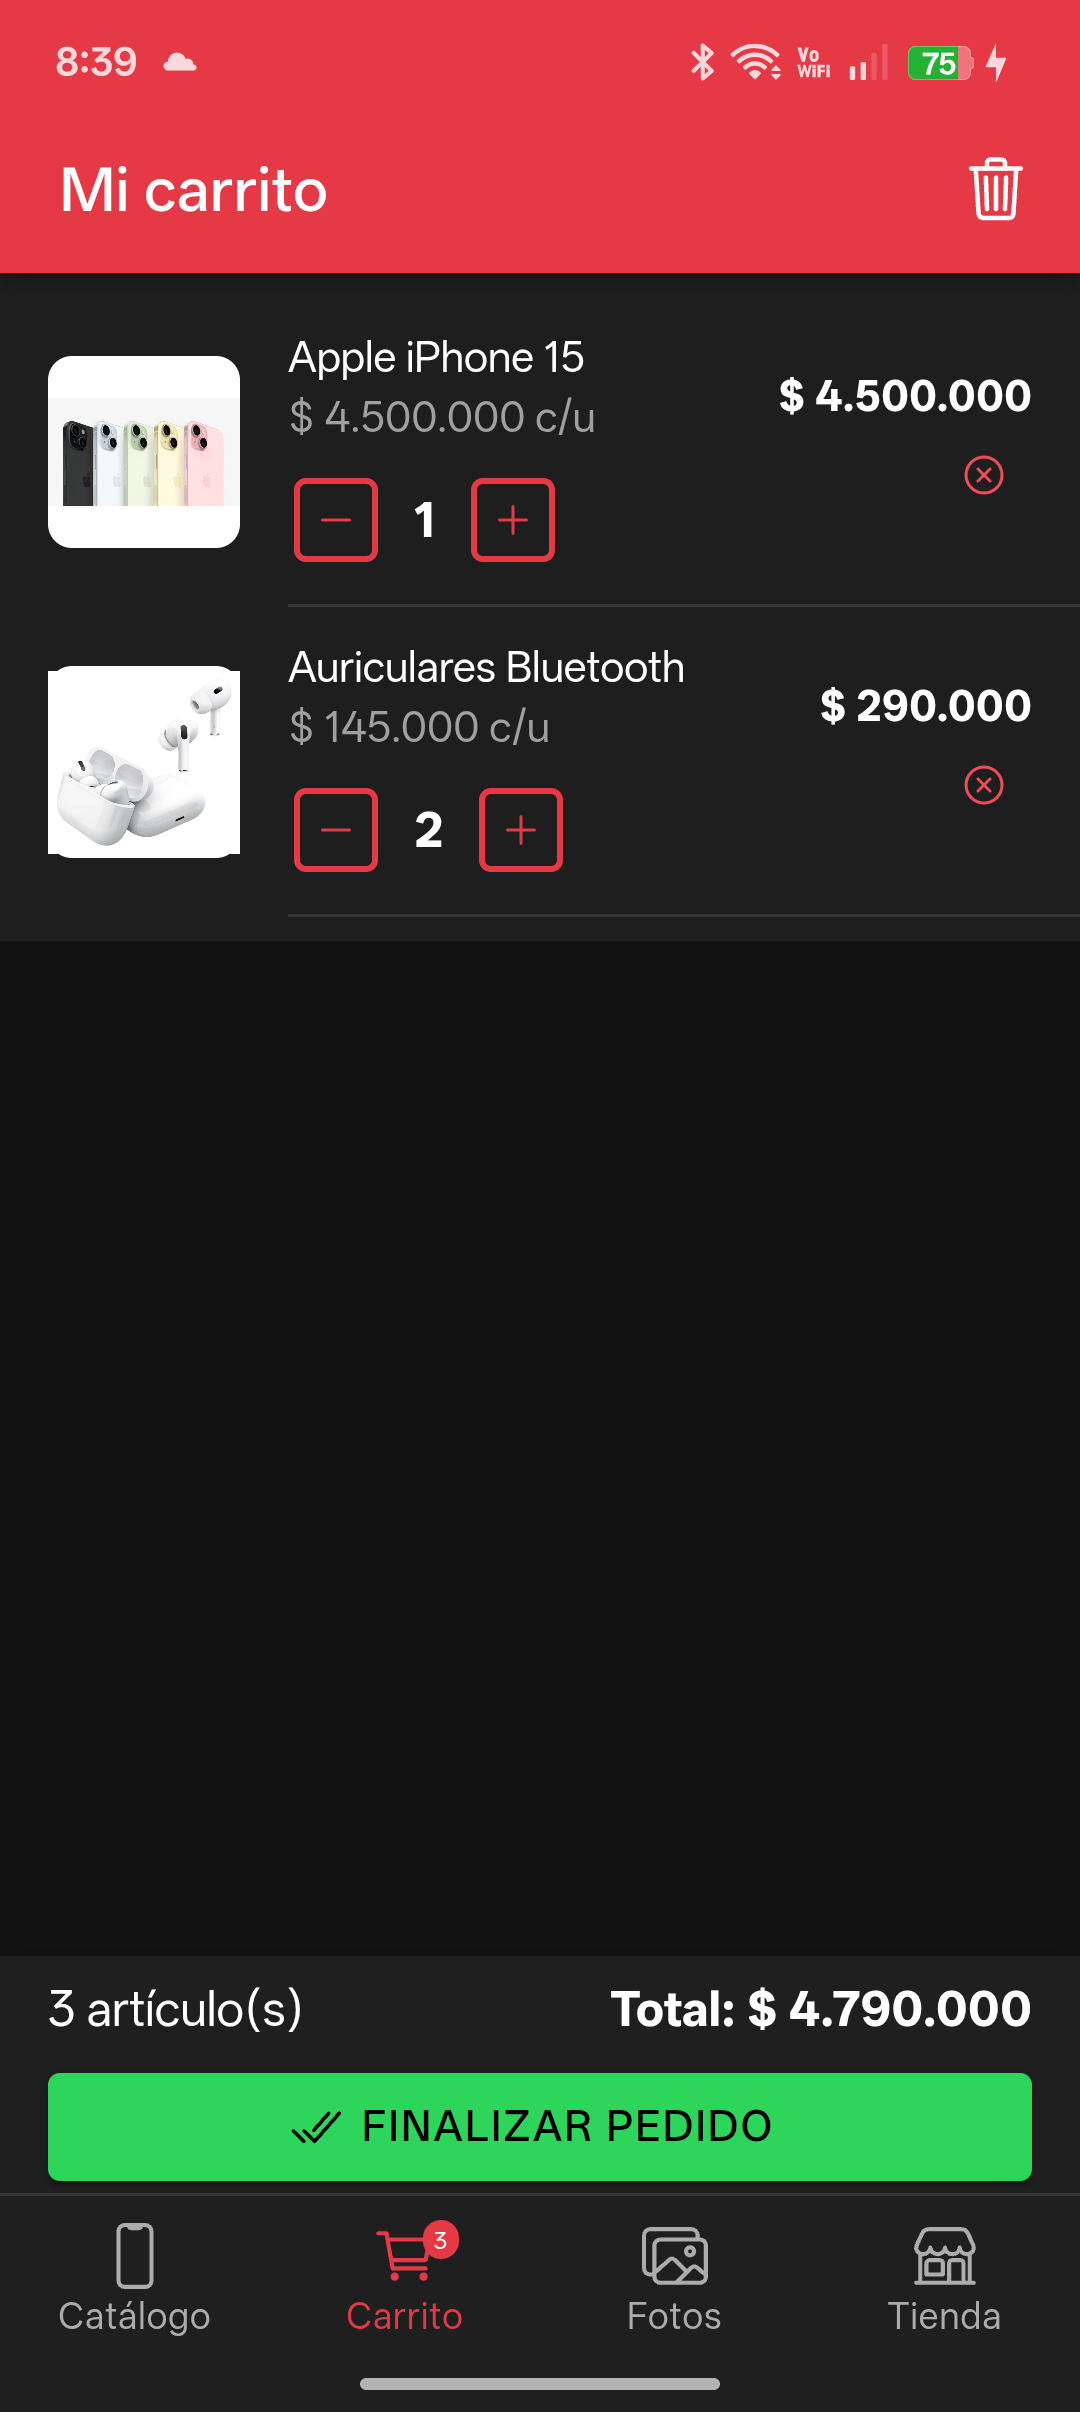 8:39
Vo
WiFi
75
Mi carrito
Apple iPhone 15
$ 4.500.000 c/u
$ 4.500.000
1
Auriculares Bluetooth
$ 145.000 c/u
$ 290.000
2
3 artículo(s)
Total: $ 4.790.000
FINALIZAR PEDIDO
3
Catálogo
Carrito
Fotos
Tienda